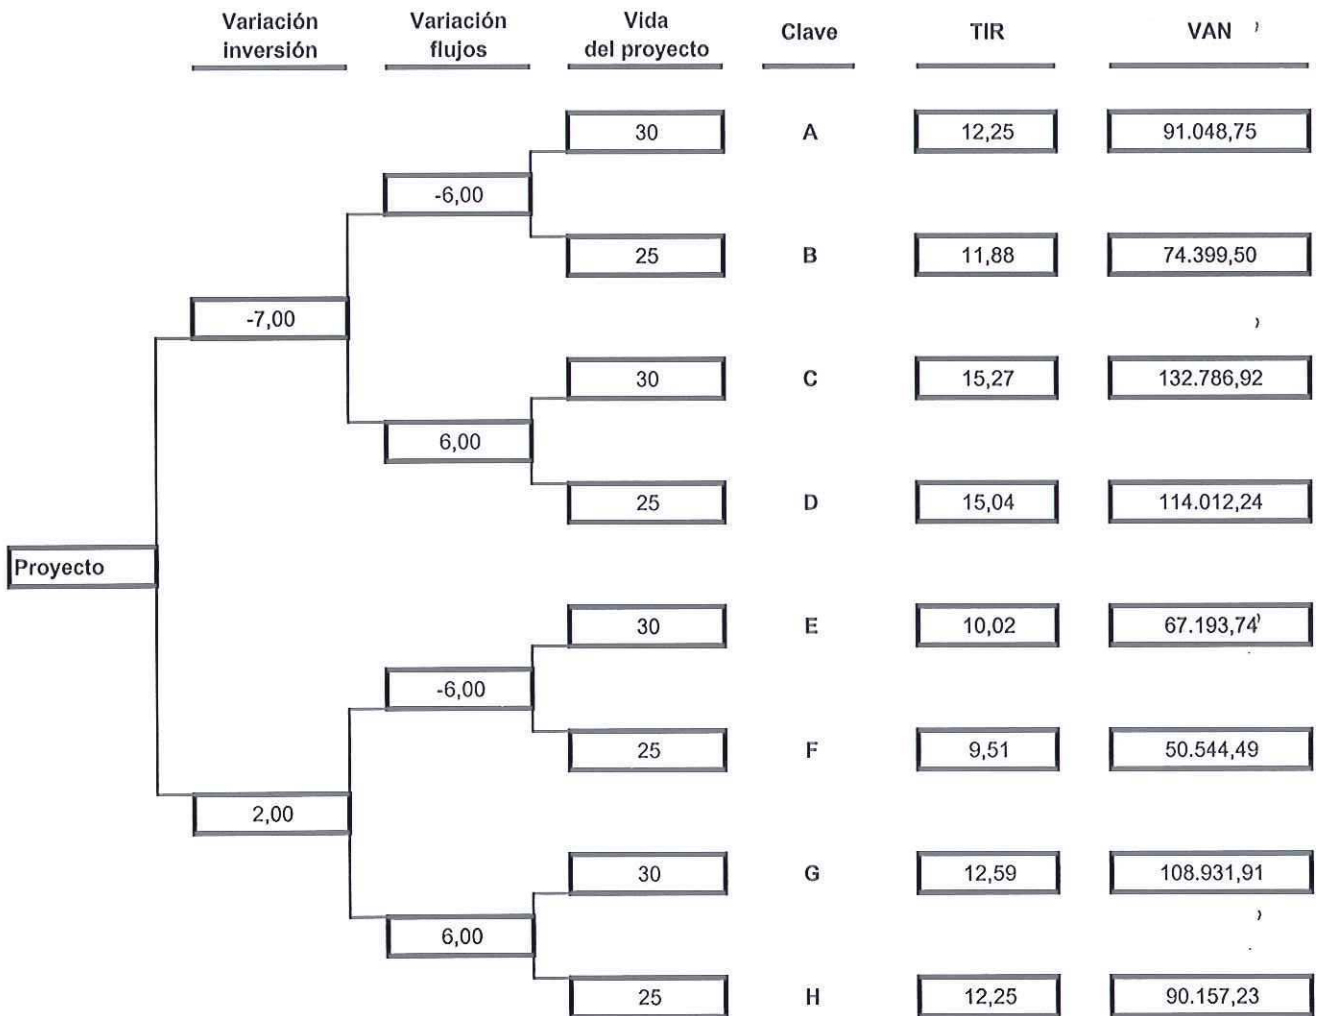 Variación inversión
Variación flujos
Vida del proyecto
Clave
TIR
VAN
30 A 12,25 91.048,75
-6,00
25 B 11,88 74.399,50
-7,00
30 C 15,27 132.786,92
6,00
25 D 15,04 114.012,24
Proyecto
30 E 10,02 67.193,74
-6,00
25 F 9,51 50.544,49
2,00
30 G 12,59 108.931,91
6,00
25 H 12,25 90.157,23